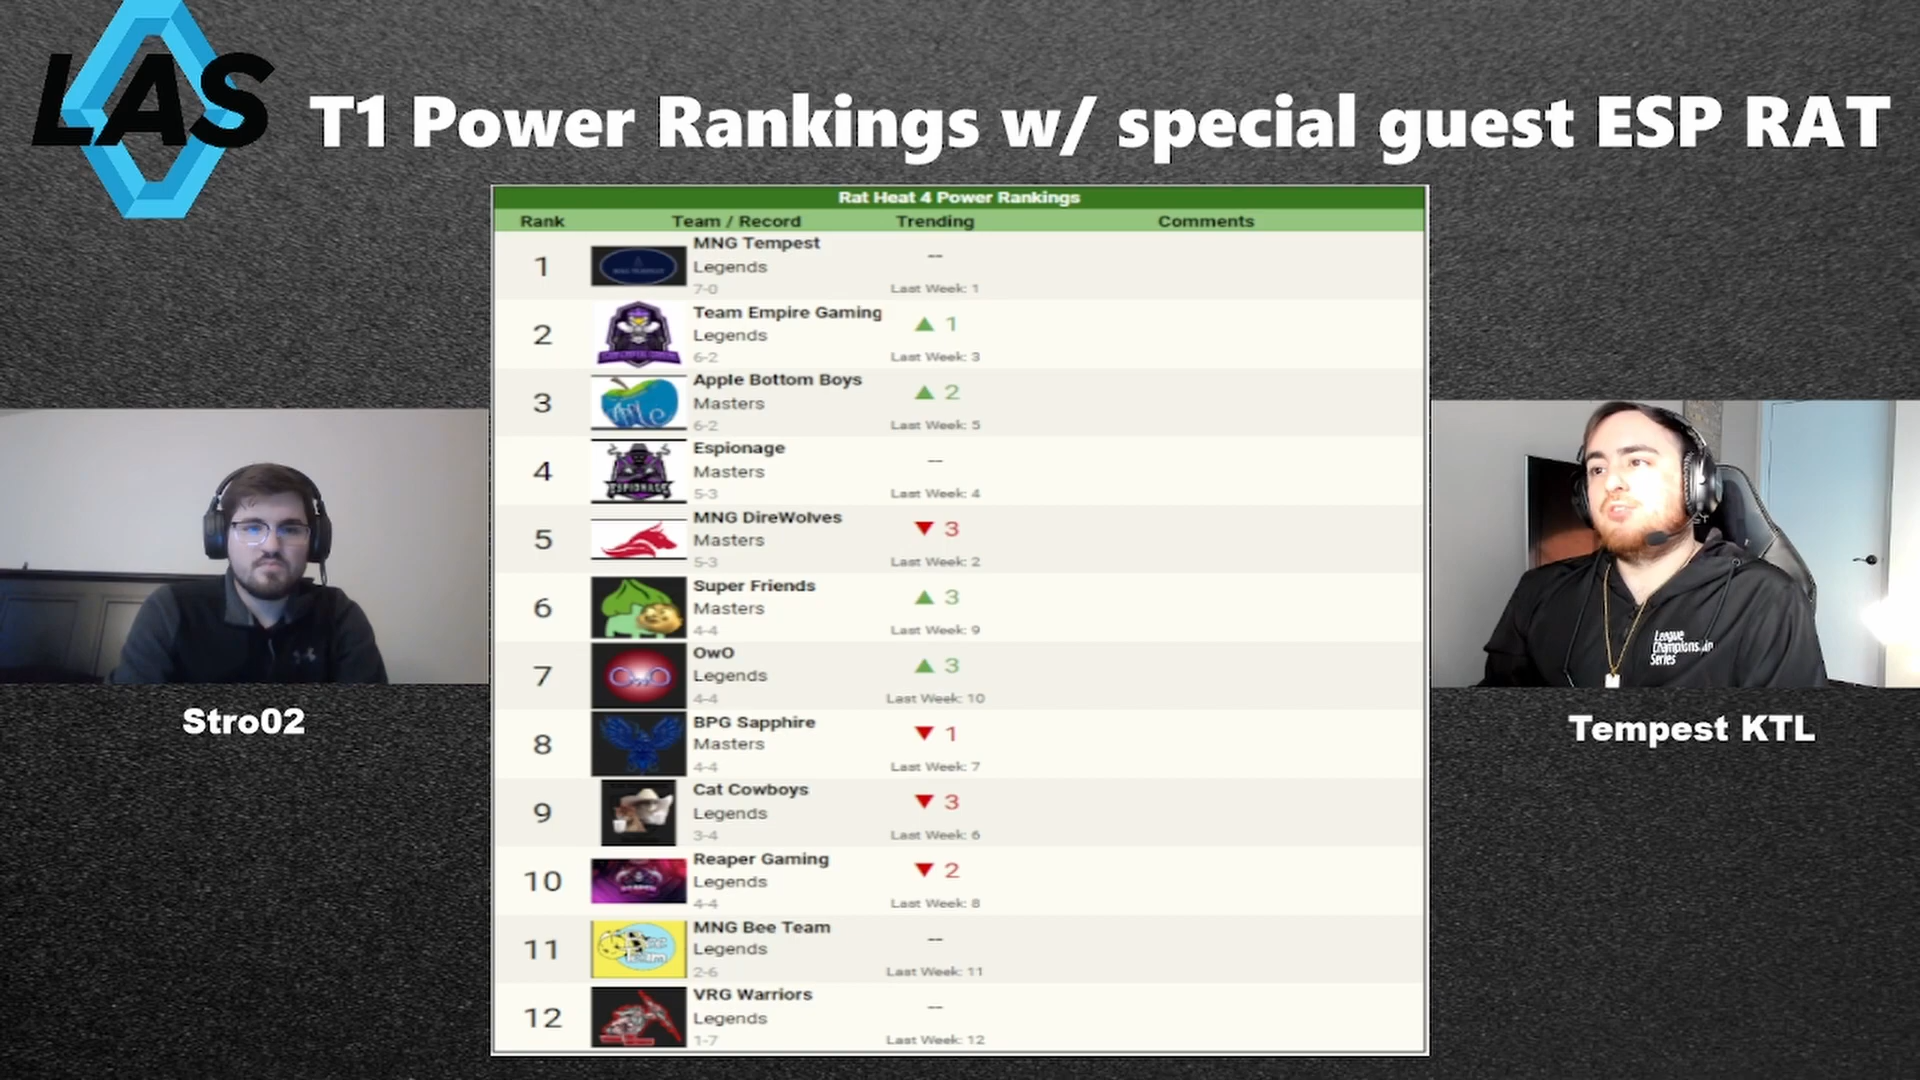 LAS
T1 Power Rankings w/ special guest ESP RAT
Rat Heat 4 Power Rankings
Rank Team / Record Trending Comments
1 MNG Tempest --
Legends
7-0 Last Week: 1
2 Team Empire Gaming ▲ 1
Legends
6-2 Last Week: 3
3 Apple Bottom Boys ▲ 2
Masters
6-2 Last Week: 5
4 Espionage --
Masters
5-3 Last Week: 4
ESPIONAGE
5 MNG DireWolves ▼ 3
Masters
5-3 Last Week: 2
6 Super Friends ▲ 3
Masters
4-4 Last Week: 9
7 OwO ▲ 3
Legends
4-4 Last Week: 10
OwO
8 BPG Sapphire ▼ 1
Masters
4-4 Last Week: 7
9 Cat Cowboys ▼ 3
Legends
3-4 Last Week: 6
10 Reaper Gaming ▼ 2
Legends
4-4 Last Week: 8
11 MNG Bee Team --
Legends
2-6 Last Week: 11
Bee
Team
12 VRG Warriors --
Legends
1-7 Last Week: 12
Stro02
Tempest KTL
League
Championship
Series